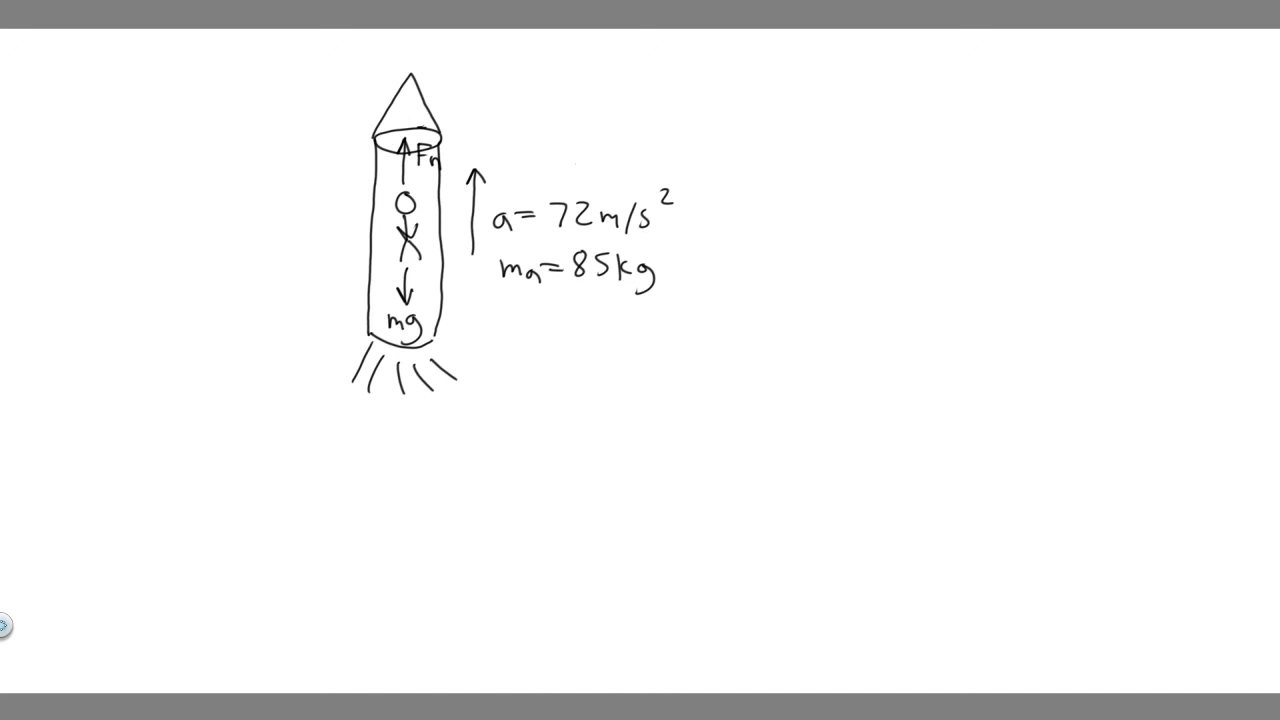 Fn
a = 72 m/s²
ma = 85 kg
mg